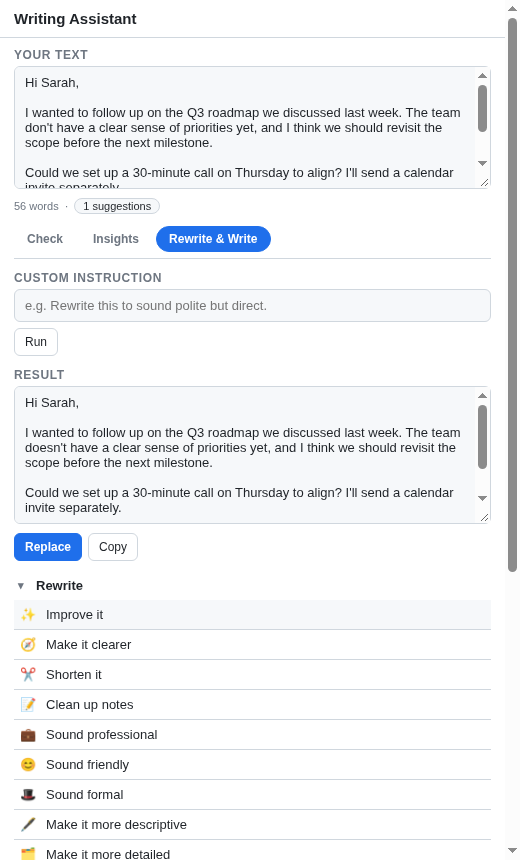 Writing Assistant
YOUR TEXT
Hi Sarah,
I wanted to follow up on the Q3 roadmap we discussed last week. The team
don't have a clear sense of priorities yet, and I think we should revisit the
scope before the next milestone.
Could we set up a 30-minute call on Thursday to align? I'll send a calendar
invite separately.
56 words · 1 suggestions
Check Insights Rewrite & Write
CUSTOM INSTRUCTION
e.g. Rewrite this to sound polite but direct.
Run
RESULT
Hi Sarah,
I wanted to follow up on the Q3 roadmap we discussed last week. The team
doesn't have a clear sense of priorities yet, and I think we should revisit the
scope before the next milestone.
Could we set up a 30-minute call on Thursday to align? I'll send a calendar
invite separately.
Replace Copy
▼ Rewrite
✨ Improve it
🧭 Make it clearer
✂️ Shorten it
📝 Clean up notes
💼 Sound professional
😊 Sound friendly
🎩 Sound formal
🖋️ Make it more descriptive
🗂️ Make it more detailed